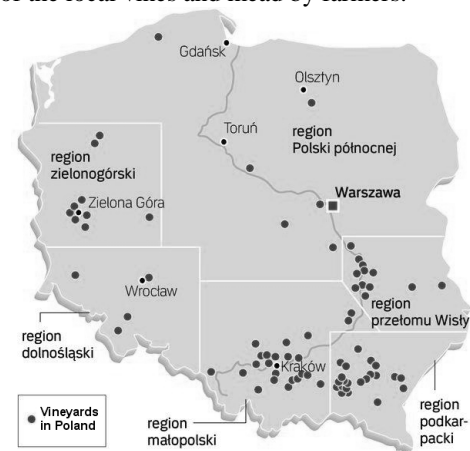 of the local vines and mead by farmers.
Gdańsk
Olsztyn
Toruń
region
Polski północnej
region
zielonogórski
Warszawa
Zielona Góra
Wrocław
region
przełomu Wisły
region
dolnośląski
Kraków
region
małopolski
region
podkar-
packi
Vineyards
in Poland